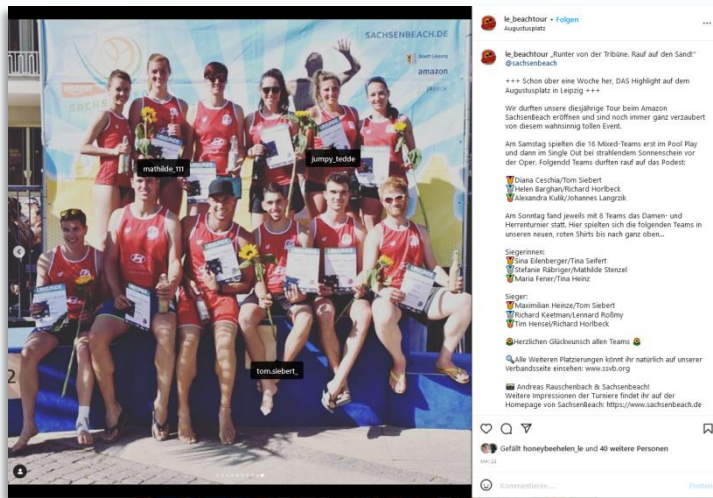 SACHSENBEACH.DE
Stadt Leipzig
amazon
SACHS
mathilde_111
jumpy_tedde
tom.siebert_
URKUNDE
2
le_beachtour • Folgen
Augustusplatz
le_beachtour „Runter von der Tribüne. Rauf auf den Sand!“
@sachsenbeach
+++ Schon über eine Woche her, DAS Highlight auf dem
Augustusplatz in Leipzig +++
Wir durften unsere diesjährige Tour beim Amazon
SachsenBeach eröffnen und sind noch immer ganz verzaubert
von diesem wahnsinnig tollen Event.
Am Samstag spielten die 16 Mixed-Teams erst im Pool Play
und dann im Single Out bei strahlendem Sonnenschein vor
der Oper. Folgendd Teams durften rauf auf das Podest:
🥇Diana Ceschia/Tom Siebert
🥈Helen Barghan/Richard Horlbeck
🥉Alexandra Kulik/Johannes Langrzik
Am Sonntag fand jeweils mit 8 Teams das Damen- und
Herrenturnier statt. Hier spielten sich die folgenden Teams in
unseren neuen, roten Shirts bis nach ganz oben...
Siegerinnen:
🥇Sina Eilenberger/Tina Seifert
🥈Stefanie Räbriger/Mathilde Stenzel
🥉Maria Fener/Tina Heinz
Sieger:
🥇Maximilian Heinze/Tom Siebert
🥈Richard Keetman/Lennard Roßmy
🥉Tim Hensel/Richard Horlbeck
Herzlichen Glückwunsch allen Teams
🔍Alle Weiteren Platzierungen könnt ihr natürlich auf unserer
Verbandsseite einsehen: www.ssvb.org
📷 Andreas Rauschenbach & Sachsenbeach!
Weitere Impressionen der Turniere findet ihr auf der
Homepage von SachsenBeach: https://www.sachsenbeach.de
Gefällt honeybeehelen_le und 40 weitere Personen
Kommentieren ...
Posten